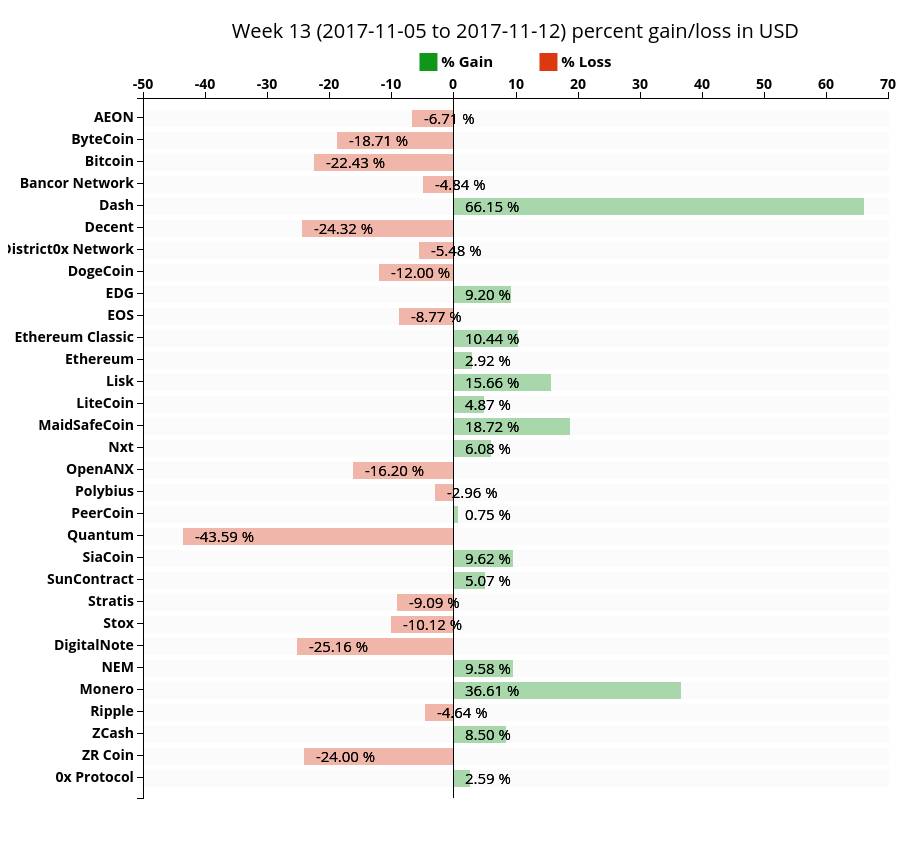 Week 13 (2017-11-05 to 2017-11-12) percent gain/loss in USD
% Gain % Loss
-50 -40 -30 -20 -10 0 10 20 30 40 50 60 70
AEON -6.71 %
ByteCoin -18.71 %
Bitcoin -22.43 %
Bancor Network -4.84 %
Dash 66.15 %
Decent -24.32 %
istrict0x Network -5.48 %
DogeCoin -12.00 %
EDG 9.20 %
EOS -8.77 %
Ethereum Classic 10.44 %
Ethereum 2.92 %
Lisk 15.66 %
LiteCoin 4.87 %
MaidSafeCoin 18.72 %
Nxt 6.08 %
OpenANX -16.20 %
Polybius -2.96 %
PeerCoin 0.75 %
Quantum -43.59 %
SiaCoin 9.62 %
SunContract 5.07 %
Stratis -9.09 %
Stox -10.12 %
DigitalNote -25.16 %
NEM 9.58 %
Monero 36.61 %
Ripple -4.64 %
ZCash 8.50 %
ZR Coin -24.00 %
0x Protocol 2.59 %